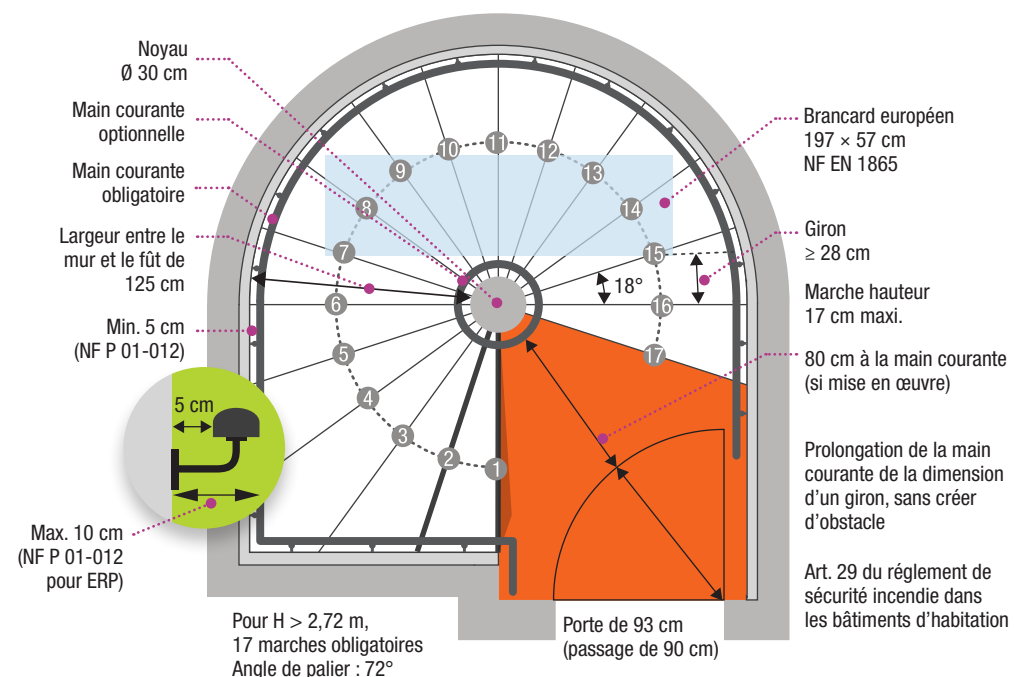 Noyau
Ø 30 cm
Main courante
optionnelle
Main courante
obligatoire
Largeur entre le
mur et le fût de
125 cm
Min. 5 cm
(NF P 01-012)
5 cm
Max. 10 cm
(NF P 01-012
pour ERP)
1
2
3
4
5
6
7
8
9
10
11
12
13
14
15
16
17
18°
Brancard européen
197 × 57 cm
NF EN 1865
Giron
≥ 28 cm
Marche hauteur
17 cm maxi.
80 cm à la main courante
(si mise en œuvre)
Prolongation de la main
courante de la dimension
d'un giron, sans créer
d'obstacle
Art. 29 du réglement de
sécurité incendie dans
les bâtiments d'habitation
Pour H > 2,72 m,
17 marches obligatoires
Angle de palier : 72°
Porte de 93 cm
(passage de 90 cm)